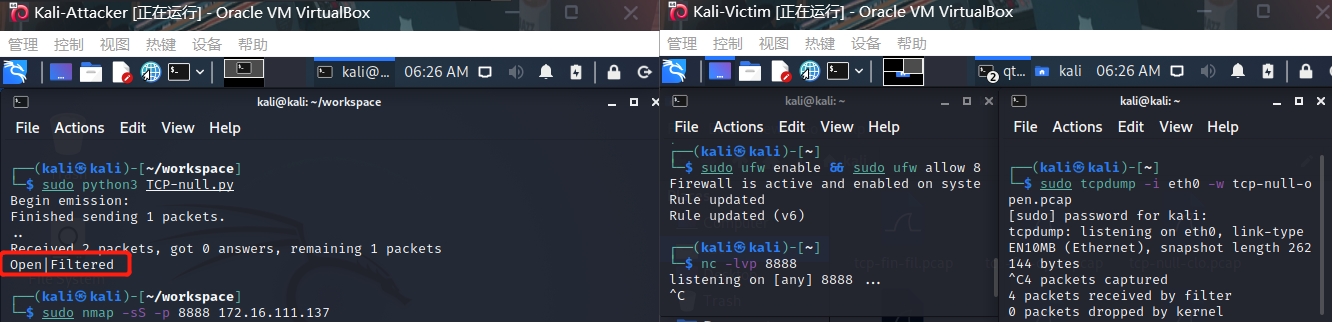 Kali-Attacker [正在运行] - Oracle VM VirtualBox
管理 控制 视图 热键 设备 帮助
kali@... 06:26 AM
kali@kali: ~/workspace
File Actions Edit View Help
┌──(kali㉿kali)-[~/workspace]
└─$ sudo python3 TCP-null.py
Begin emission:
Finished sending 1 packets.
..
Received 2 packets, got 0 answers, remaining 1 packets
Open|Filtered
┌──(kali㉿kali)-[~/workspace]
└─$ sudo nmap -sS -p 8888 172.16.111.137
Kali-Victim [正在运行] - Oracle VM VirtualBox
管理 控制 视图 热键 设备 帮助
2 qt... kali 06:26 AM
kali@kali: ~
File Actions Edit View Help
┌──(kali㉿kali)-[~]
└─$ sudo ufw enable && sudo ufw allow 8
Firewall is active and enabled on syste
Rule updated
Rule updated (v6)
┌──(kali㉿kali)-[~]
└─$ nc -lvp 8888
listening on [any] 8888 ...
^C
Trash
kali@kali: ~
File Actions Edit View Help
┌──(kali㉿kali)-[~]
└─$ sudo tcpdump -i eth0 -w tcp-null-o
pen.pcap
[sudo] password for kali:
tcpdump: listening on eth0, link-type
EN10MB (Ethernet), snapshot length 262
144 bytes
^C4 packets captured
4 packets received by filter
0 packets dropped by kernel